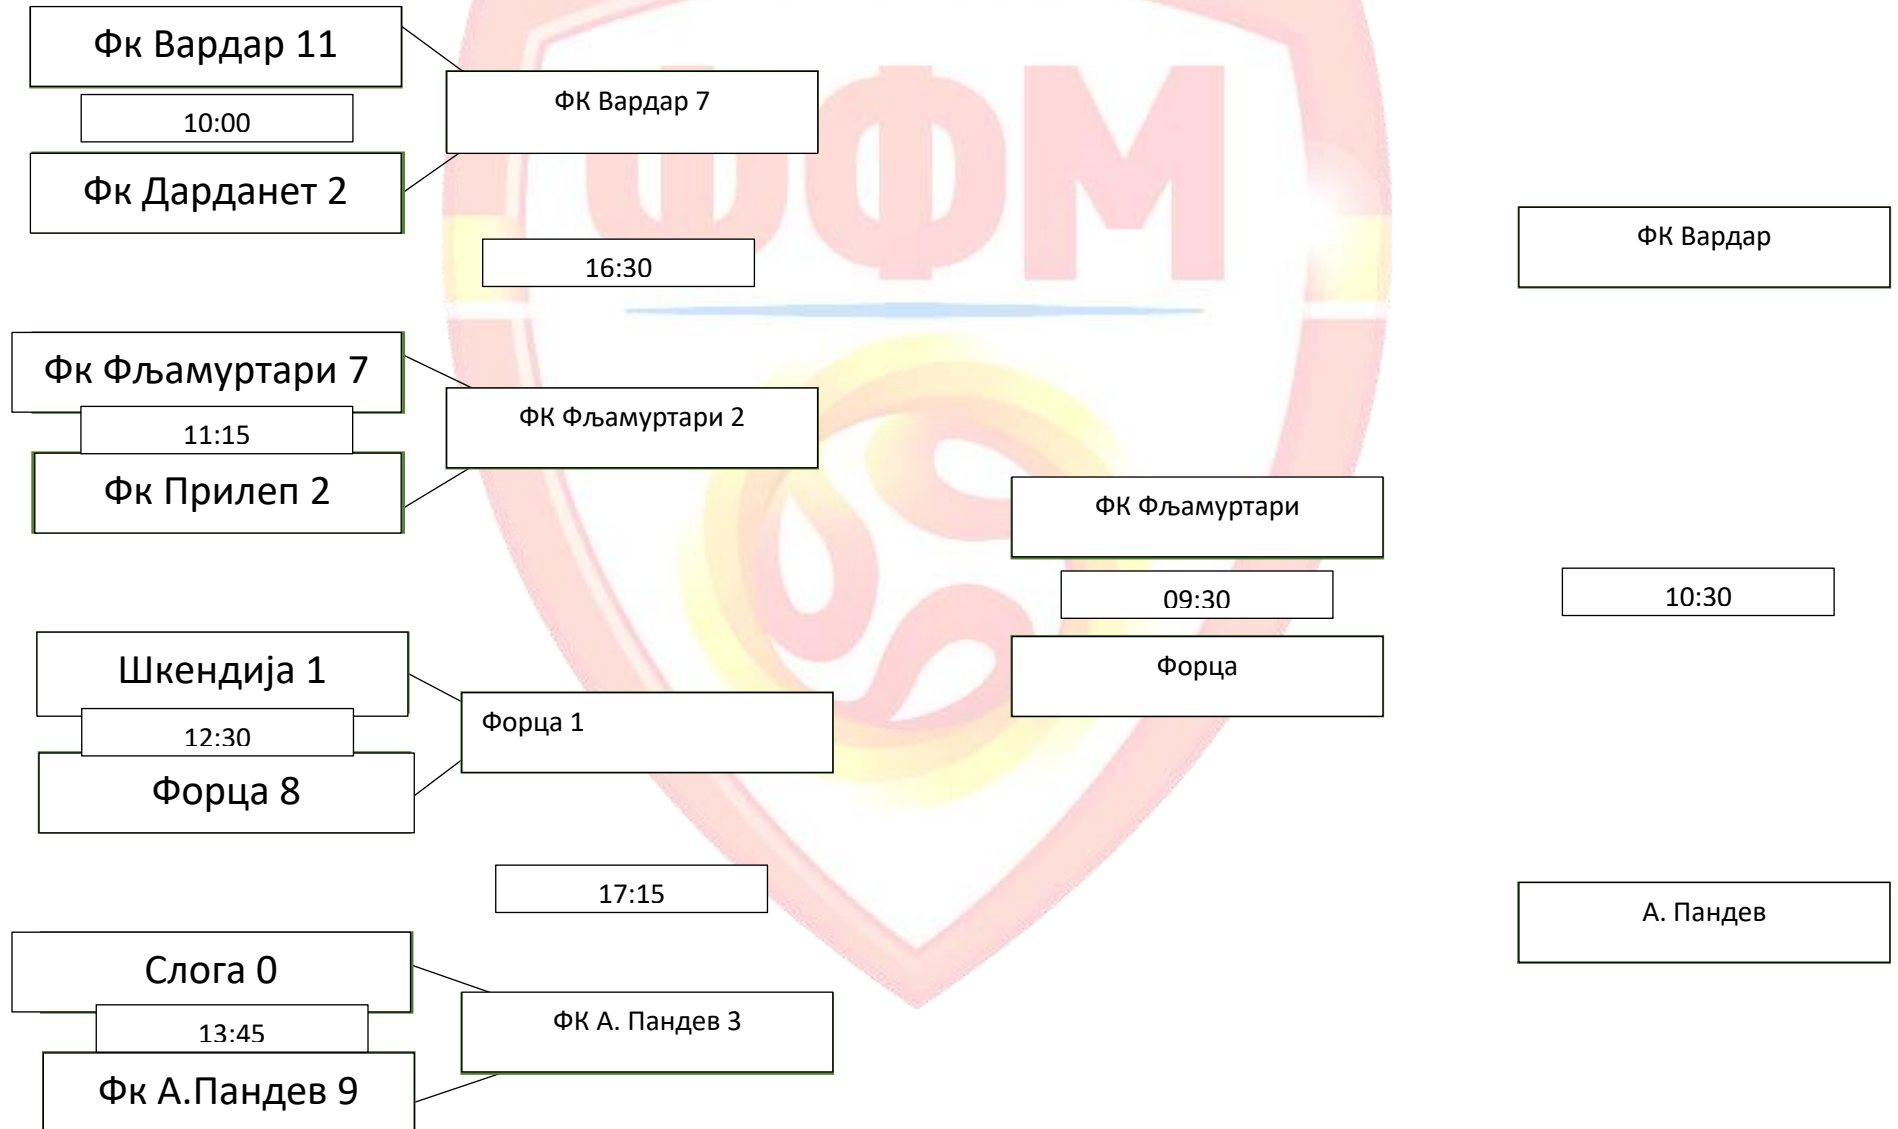 Фк Вардар 11
10:00
Фк Дарданет 2
ФК Вардар 7
16:30
Фк Фљамуртари 7
11:15
Фк Прилеп 2
ФК Фљамуртари 2
Шкендија 1
12:30
Форца 8
Форца 1
17:15
Слога 0
13:45
Фк А.Пандев 9
ФК А. Пандев 3
ФФМ
ФК Фљамуртари
09:30
Форца
ФК Вардар
10:30
А. Пандев